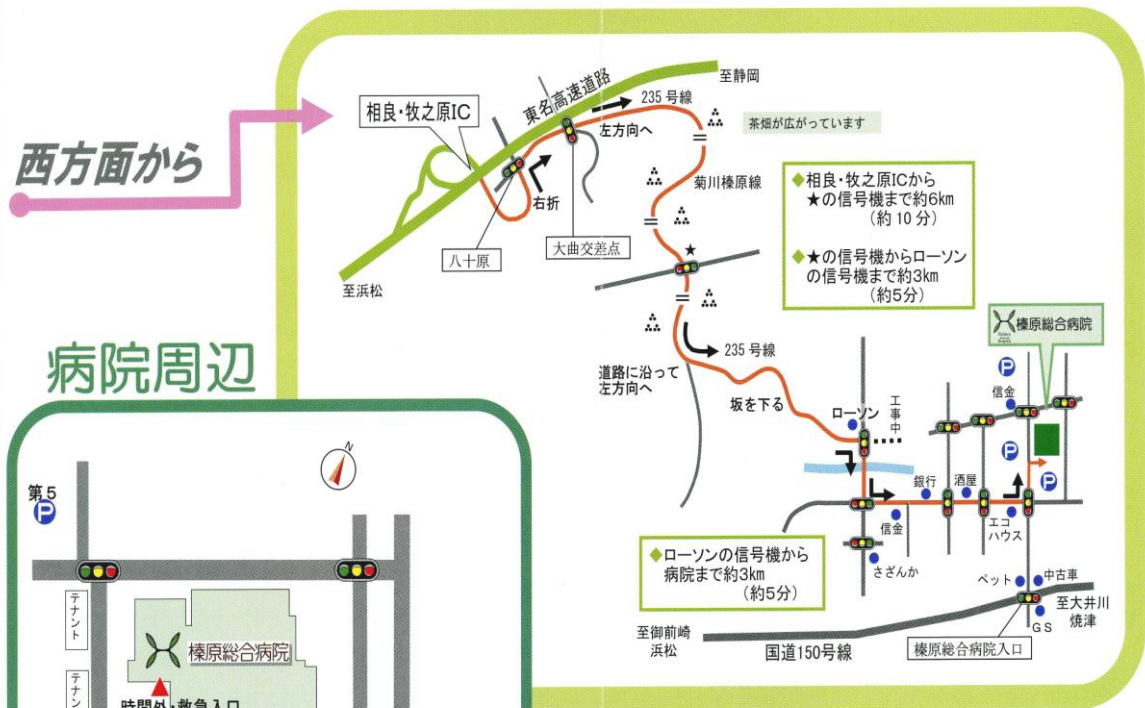 西方面から
至静岡
東名高速道路
235号線
相良・牧之原IC
左方向へ
茶畑が広がっています
右折
菊川榛原線
八十原
大曲交差点
至浜松
◆相良・牧之原ICから
★の信号機まで約6km
(約10分)
◆★の信号機からローソン
の信号機まで約3km
(約5分)
★
235号線
道路に沿って
左方向へ
坂を下る
ローソン
工事中
榛原総合病院
P
信金
P
P
銀行
酒屋
信金
エコ
ハウス
さざんか
◆ローソンの信号機から
病院まで約3km
(約5分)
ペット
中古車
至大井川
焼津
GS
至御前崎
浜松
国道150号線
榛原総合病院入口
病院周辺
N
第5
P
テナント
榛原総合病院
テナン
時間外・救急入口